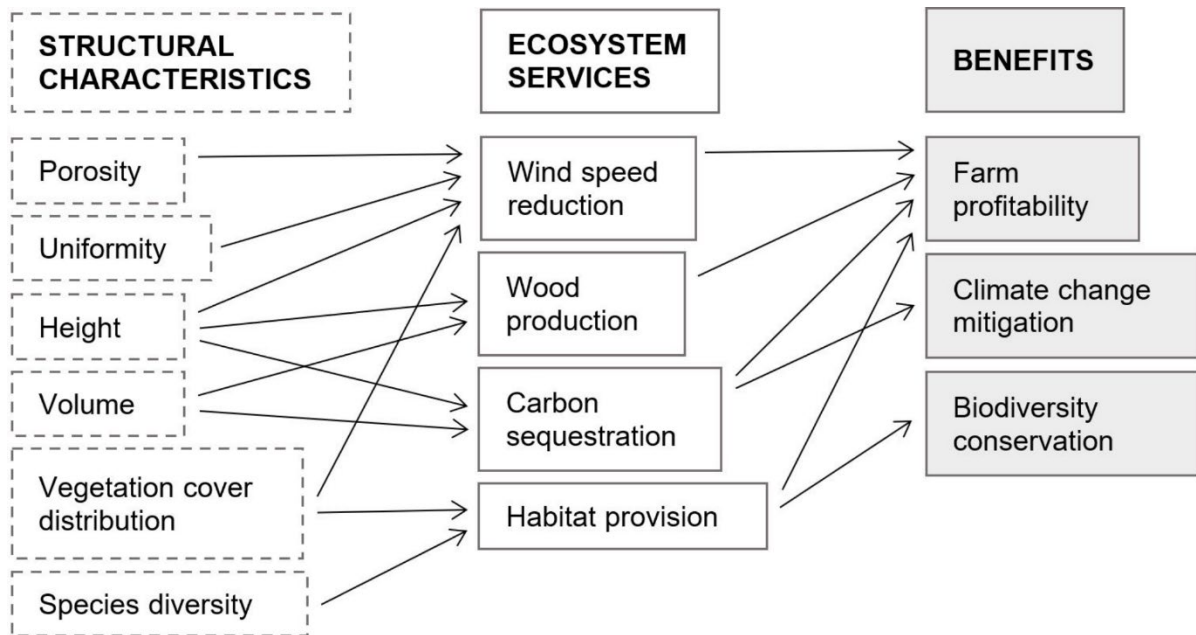 STRUCTURAL
CHARACTERISTICS
Porosity
Uniformity
Height
Volume
Vegetation cover
distribution
Species diversity
ECOSYSTEM
SERVICES
Wind speed
reduction
Wood
production
Carbon
sequestration
Habitat provision
BENEFITS
Farm
profitability
Climate change
mitigation
Biodiversity
conservation